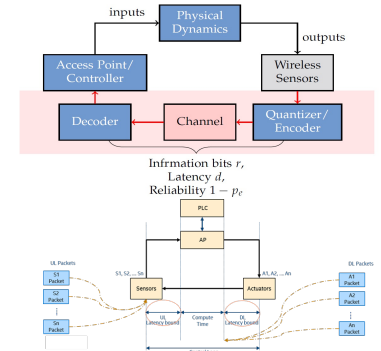 inputs
Physical
Dynamics
outputs
Access Point/
Controller
Wireless
Sensors
Decoder
Channel
Quantizer/
Encoder
Infrmation bits r,
Latency d,
Reliability 1 − pₑ
PLC
AP
UL Packets
DL Packets
S1
Packet
S2
Packet
Sn
Packet
S1, S2, ... Sn
A1, A2, ... An
Sensors
Actuators
A1
Packet
A2
Packet
An
Packet
UL
Latency bound
Compute
Time
DL
Latency bound